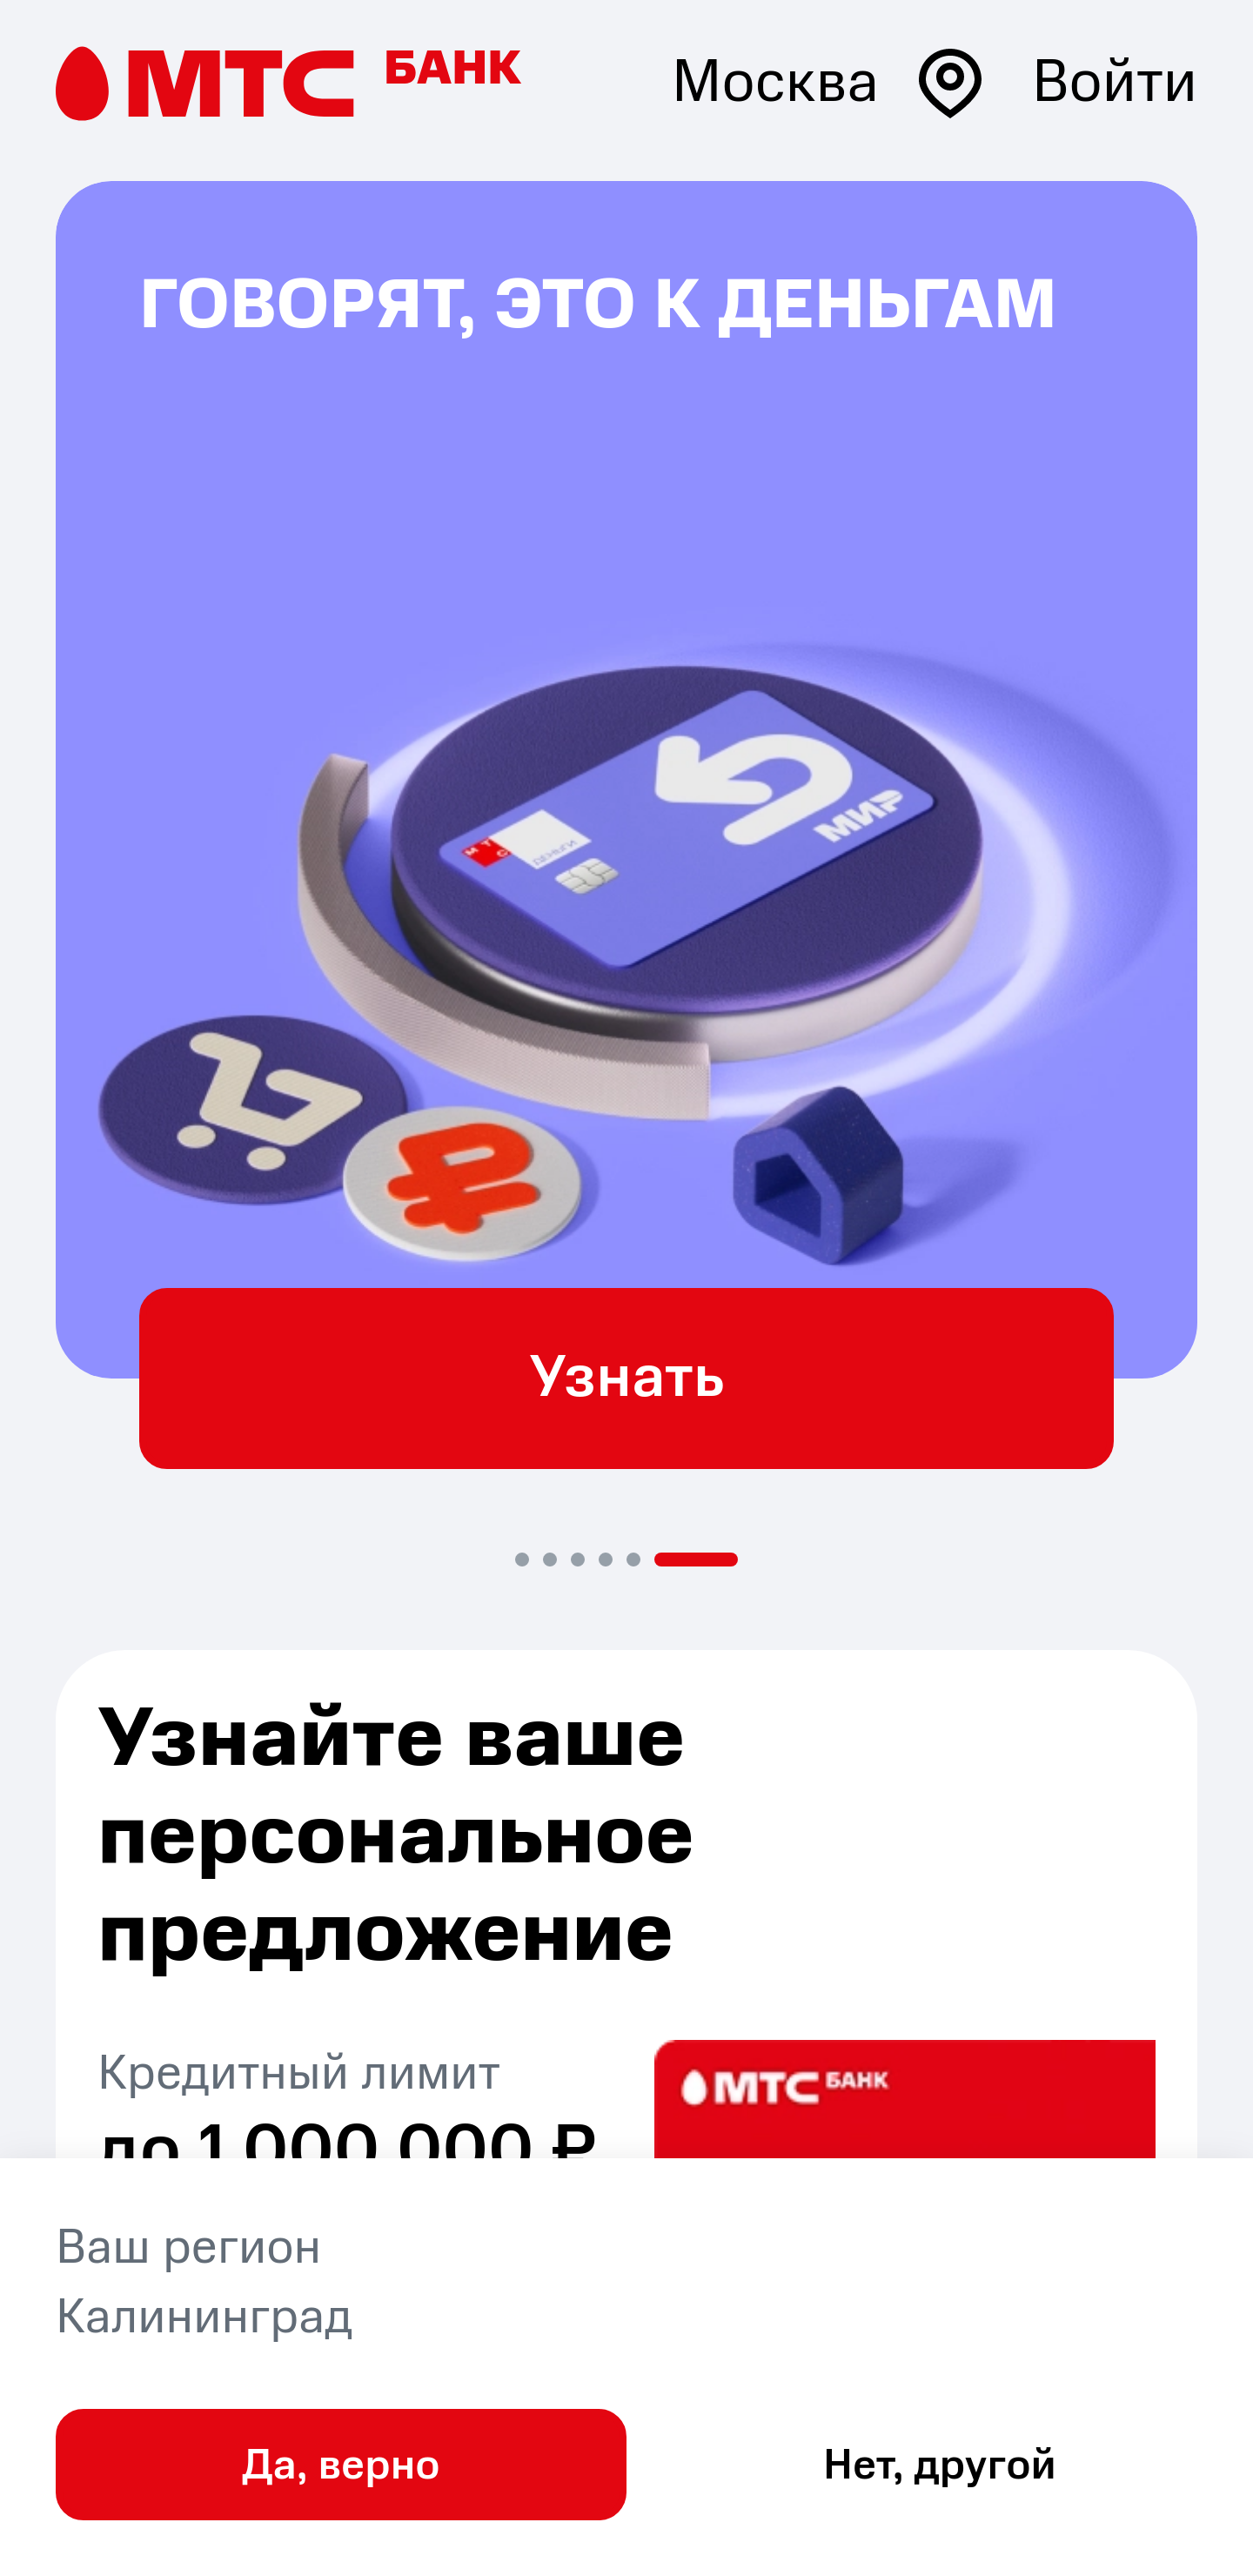 МТС БАНК
Москва
Войти
ГОВОРЯТ, ЭТО К ДЕНЬГАМ
МТС
ДЕНЬГИ
МИР
Узнать
Узнайте ваше
персональное
предложение
Кредитный лимит
до 1 000 000 ₽
МТС БАНК
Ваш регион
Калининград
Да, верно
Нет, другой